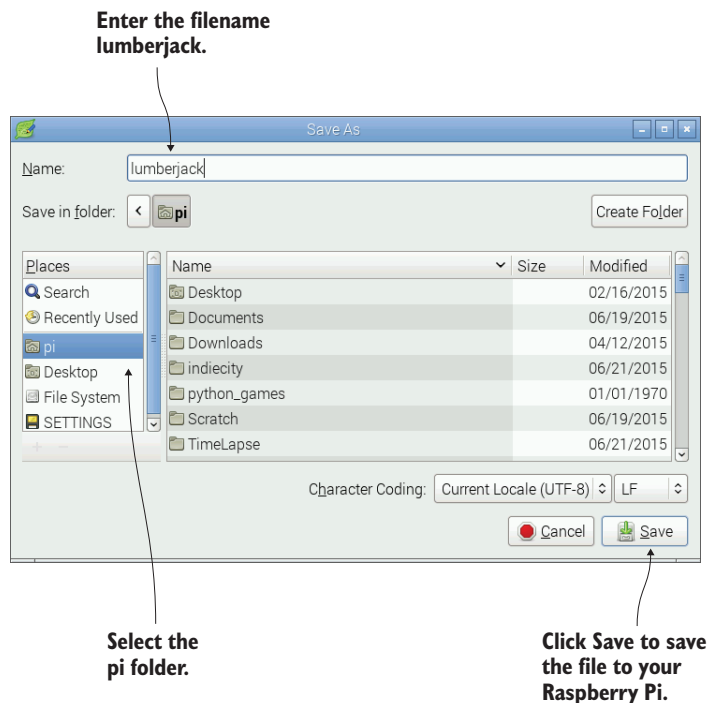 Enter the filename
lumberjack.
Save As
Name: lumberjack
Save in folder: < pi Create Folder
Places Name Size Modified
Search Desktop 02/16/2015
Recently Used Documents 06/19/2015
pi Downloads 04/12/2015
Desktop indiecity 06/21/2015
File System python_games 01/01/1970
SETTINGS Scratch 06/19/2015
+ − TimeLapse 06/21/2015
Character Coding: Current Locale (UTF-8) LF
Cancel Save
Select the
pi folder.
Click Save to save
the file to your
Raspberry Pi.